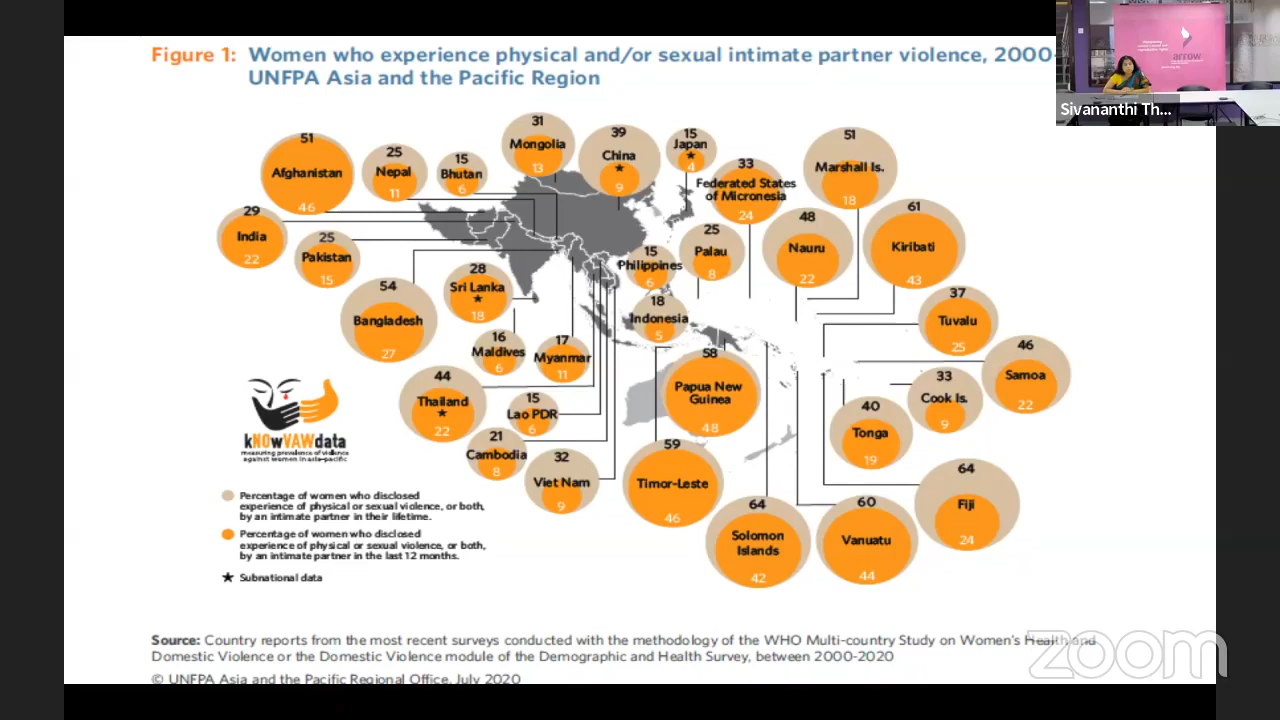 Figure 1: Women who experience physical and/or sexual intimate partner violence, 2000-
UNFPA Asia and the Pacific Region
arrow
Sivananthi Th...
51
Afghanistan
46
25
Nepal
11
15
Bhutan
6
31
Mongolia
13
39
China
★
9
15
Japan
★
4
33
Federated States
of Micronesia
24
51
Marshall Is.
18
29
India
22
25
Pakistan
15
54
Bangladesh
27
28
Sri Lanka
★
18
16
Maldives
6
17
Myanmar
11
15
Philippines
6
18
Indonesia
5
25
Palau
8
48
Nauru
22
61
Kiribati
43
37
Tuvalu
25
46
Samoa
22
33
Cook Is.
9
40
Tonga
19
44
Thailand
★
22
15
Lao PDR
6
21
Cambodia
8
32
Viet Nam
9
58
Papua New
Guinea
48
59
Timor-Leste
46
64
Solomon
Islands
42
60
Vanuatu
44
64
Fiji
24
kNOwVAWdata
measuring prevalence of violence
against women in asia-pacific
Percentage of women who disclosed
experience of physical or sexual violence, or both,
by an intimate partner in their lifetime.
Percentage of women who disclosed
experience of physical or sexual violence, or both,
by an intimate partner in the last 12 months.
★ Subnational data
Source: Country reports from the most recent surveys conducted with the methodology of the WHO Multi-country Study on Women's Health and
Domestic Violence or the Domestic Violence module of the Demographic and Health Survey, between 2000-2020
© UNFPA Asia and the Pacific Regional Office, July 2020
zoom